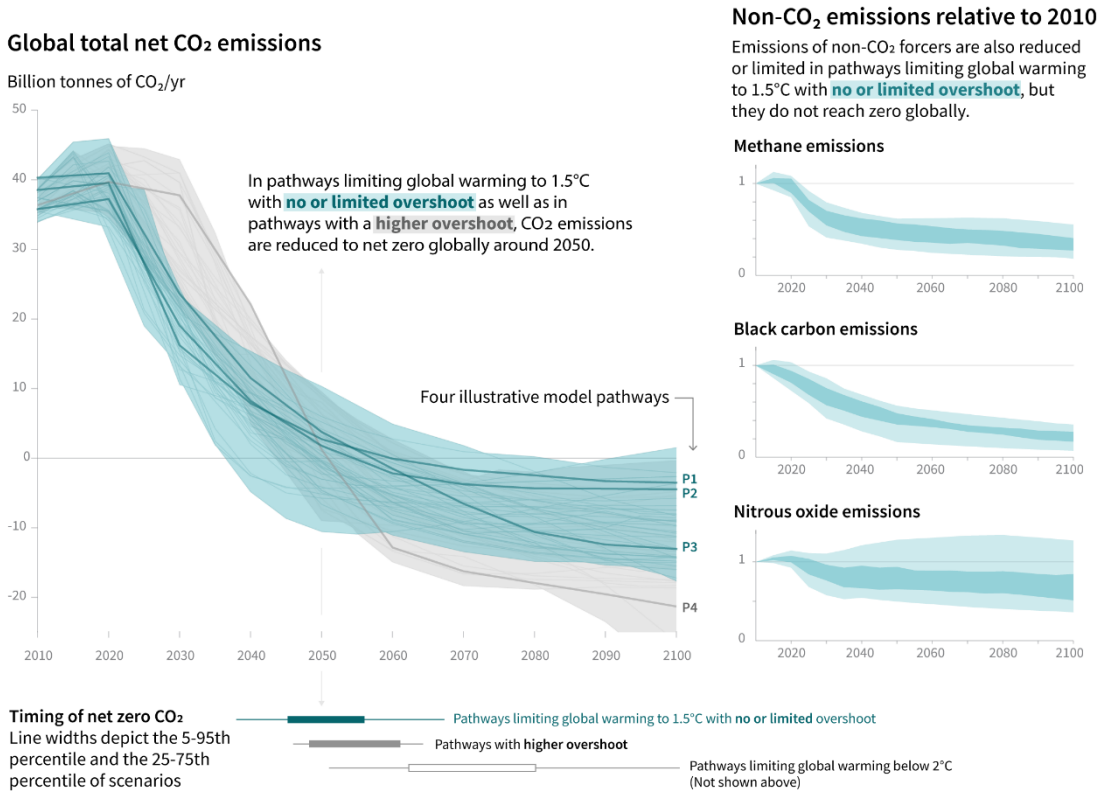 Global total net CO₂ emissions
Billion tonnes of CO₂/yr
50
40
30
20
10
0
-10
-20
2010 2020 2030 2040 2050 2060 2070 2080 2090 2100
In pathways limiting global warming to 1.5°C
with no or limited overshoot as well as in
pathways with a higher overshoot, CO2 emissions
are reduced to net zero globally around 2050.
Four illustrative model pathways
P1
P2
P3
P4
Non-CO₂ emissions relative to 2010
Emissions of non-CO₂ forcers are also reduced
or limited in pathways limiting global warming
to 1.5°C with no or limited overshoot, but
they do not reach zero globally.
Methane emissions
1
0
2020 2040 2060 2080 2100
Black carbon emissions
1
0
2020 2040 2060 2080 2100
Nitrous oxide emissions
1
0
2020 2040 2060 2080 2100
Timing of net zero CO₂
Line widths depict the 5-95th
percentile and the 25-75th
percentile of scenarios
Pathways limiting global warming to 1.5°C with no or limited overshoot
Pathways with higher overshoot
Pathways limiting global warming below 2°C
(Not shown above)